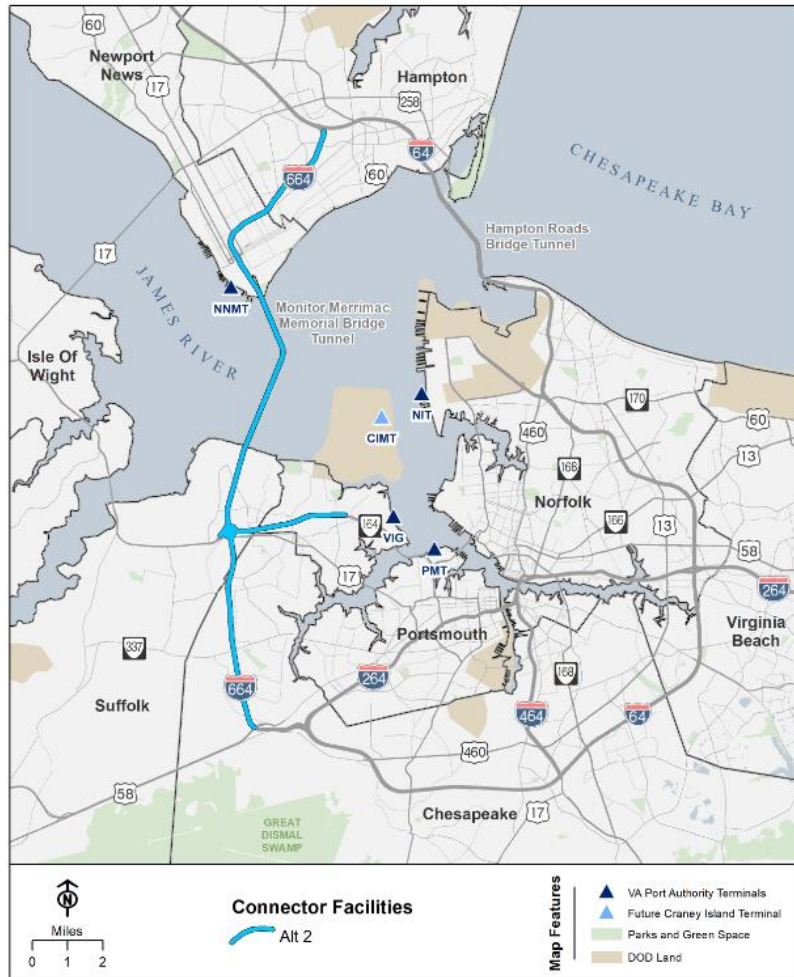 60
Newport
News
17
Hampton
258
64
664
60
CHESAPEAKE BAY
Hampton Roads
Bridge Tunnel
17
JAMES RIVER
NNMT
Monitor Merrimac
Memorial Bridge
Tunnel
Isle Of
Wight
NIT
CIMT
170
460
60
13
168
Norfolk
166
13
164
VIG
58
PMT
17
264
Virginia
Beach
Portsmouth
337
264
168
664
Suffolk
464
64
460
58
Chesapeake
17
GREAT
DISMAL
SWAMP
N
Miles
0 1 2
Connector Facilities
Alt 2
Map Features
VA Port Authority Terminals
Future Craney Island Terminal
Parks and Green Space
DOD Land